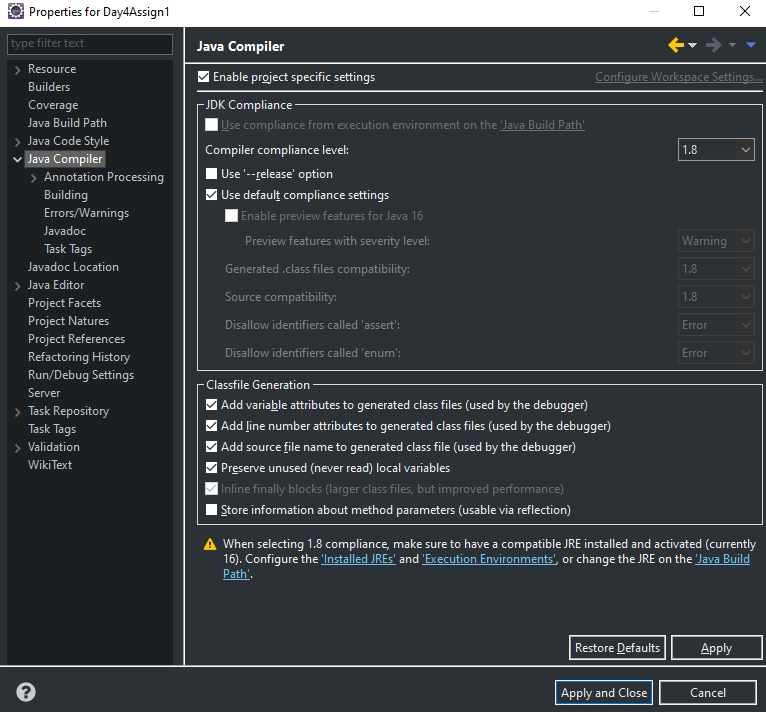 Properties for Day4Assign1
type filter text
Resource
Builders
Coverage
Java Build Path
Java Code Style
Java Compiler
Annotation Processing
Building
Errors/Warnings
Javadoc
Task Tags
Javadoc Location
Java Editor
Project Facets
Project Natures
Project References
Refactoring History
Run/Debug Settings
Server
Task Repository
Task Tags
Validation
WikiText
Java Compiler
Enable project specific settings
Configure Workspace Settings...
JDK Compliance
Use compliance from execution environment on the 'Java Build Path'
Compiler compliance level: 1.8
Use '--release' option
Use default compliance settings
Enable preview features for Java 16
Preview features with severity level: Warning
Generated .class files compatibility: 1.8
Source compatibility: 1.8
Disallow identifiers called 'assert': Error
Disallow identifiers called 'enum': Error
Classfile Generation
Add variable attributes to generated class files (used by the debugger)
Add line number attributes to generated class files (used by the debugger)
Add source file name to generated class file (used by the debugger)
Preserve unused (never read) local variables
Inline finally blocks (larger class files, but improved performance)
Store information about method parameters (usable via reflection)
When selecting 1.8 compliance, make sure to have a compatible JRE installed and activated (currently
16). Configure the 'Installed JREs' and 'Execution Environments', or change the JRE on the 'Java Build
Path'.
Restore Defaults
Apply
?
Apply and Close
Cancel